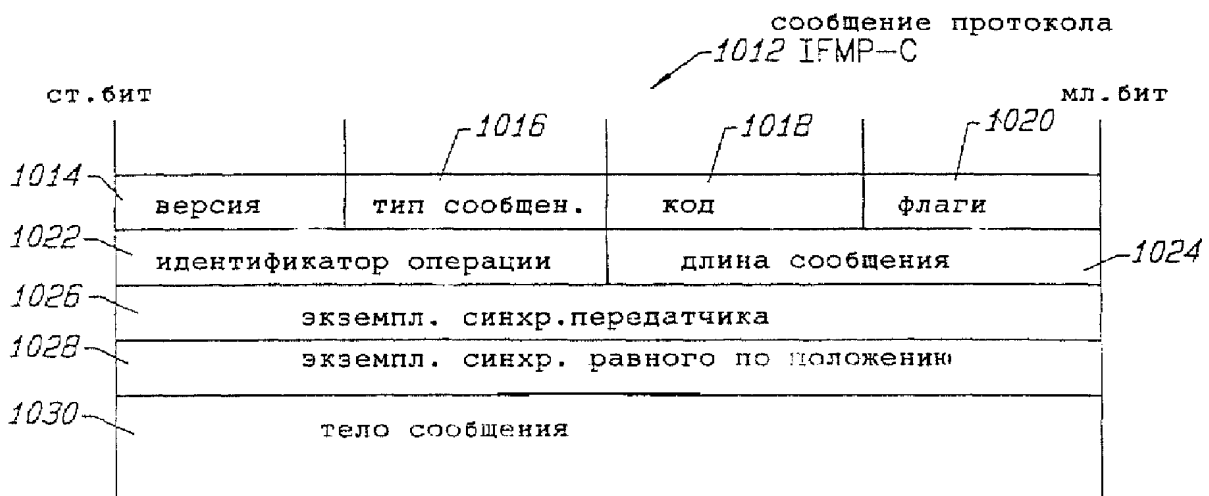 сообщение протокола
1012 IFMP-C
ст.бит
мл.бит
1016
1018
1020
1014
версия
тип сообщен.
код
флаги
1022
идентификатор операции
длина сообщения
1024
1026
экземпл. синхр.передатчика
1028
экземпл. синхр. равного по положению
1030
тело сообщения